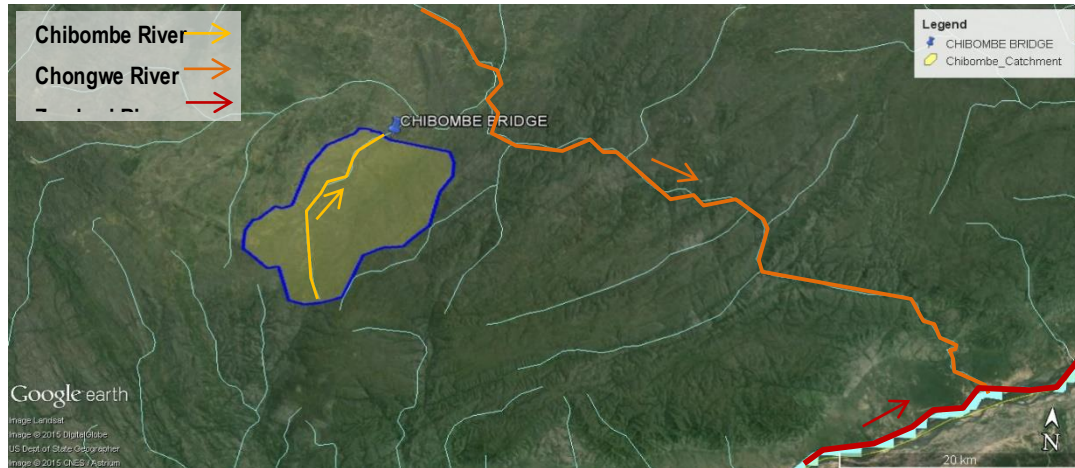 Chibombe River
Chongwe River
Legend
CHIBOMBE BRIDGE
Chibombe_Catchment
CHIBOMBE BRIDGE
Google earth
Image Landsat
Image © 2015 DigitalGlobe
US Dept of State Geographer
Image © 2015 CNES / Astrium
N
20 km